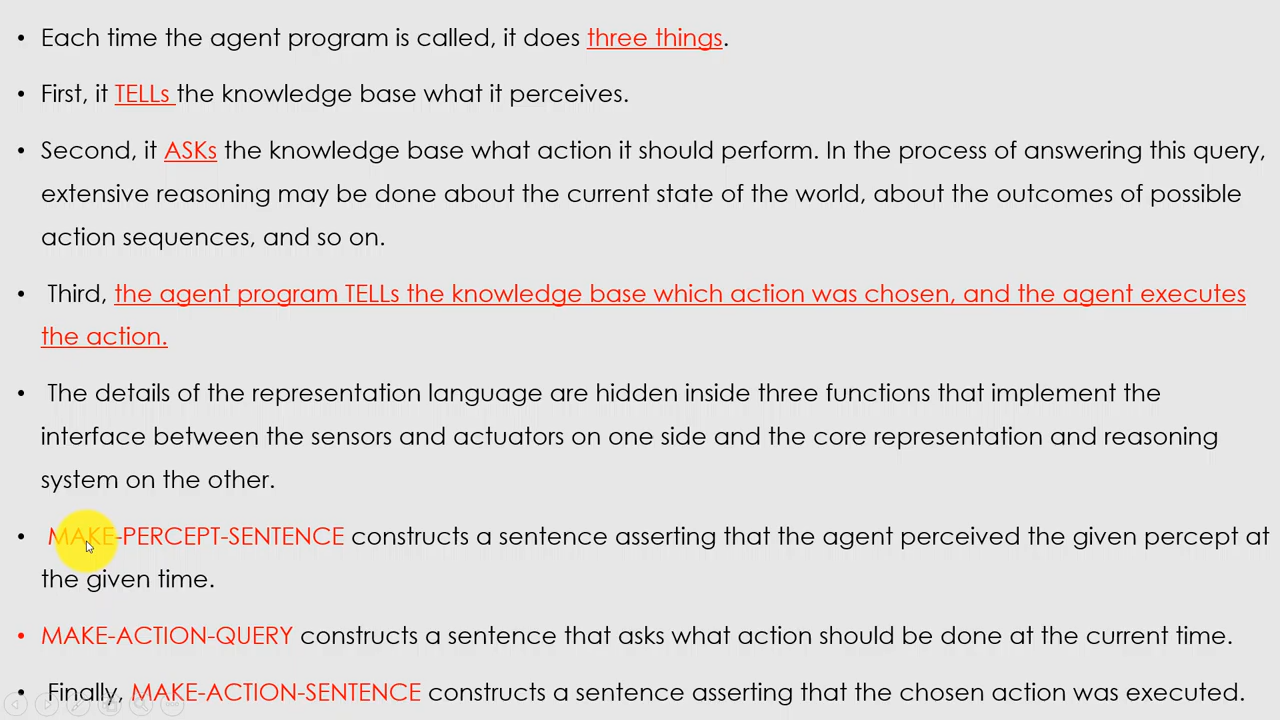 • Each time the agent program is called, it does three things.
• First, it TELLs the knowledge base what it perceives.
• Second, it ASKs the knowledge base what action it should perform. In the process of answering this query,
extensive reasoning may be done about the current state of the world, about the outcomes of possible
action sequences, and so on.
• Third, the agent program TELLs the knowledge base which action was chosen, and the agent executes
the action.
• The details of the representation language are hidden inside three functions that implement the
interface between the sensors and actuators on one side and the core representation and reasoning
system on the other.
• MAKE-PERCEPT-SENTENCE constructs a sentence asserting that the agent perceived the given percept at
the given time.
• MAKE-ACTION-QUERY constructs a sentence that asks what action should be done at the current time.
• Finally, MAKE-ACTION-SENTENCE constructs a sentence asserting that the chosen action was executed.